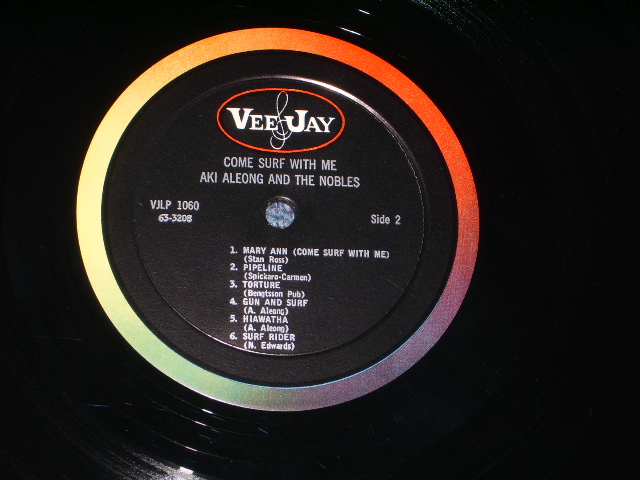 VEE JAY
COME SURF WITH ME
AKI ALEONG AND THE NOBLES
VJLP 1060
63-3208
Side 2
1. MARY ANN (COME SURF WITH ME)
(Stan Ross)
2. PIPELINE
(Spickaro-Carmen)
3. TORTURE
(Bengtsson Pub)
4. GUN AND SURF
(A. Aleong)
5. HIAWATHA
(A. Aleong)
6. SURF RIDER
(N. Edwards)